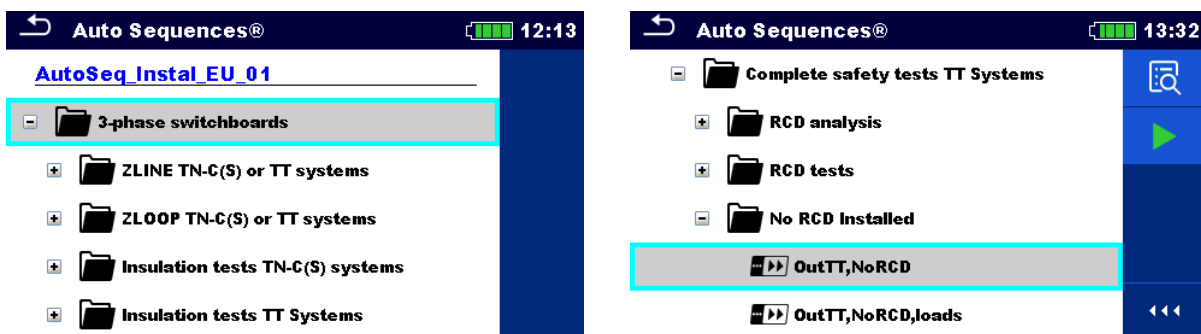 Auto Sequences® 12:13
AutoSeq_Instal_EU_01
3-phase switchboards
ZLINE TN-C(S) or TT systems
ZLOOP TN-C(S) or TT systems
Insulation tests TN-C(S) systems
Insulation tests TT Systems
Auto Sequences® 13:32
Complete safety tests TT Systems
RCD analysis
RCD tests
No RCD Installed
OutTT,NoRCD
OutTT,NoRCD,loads